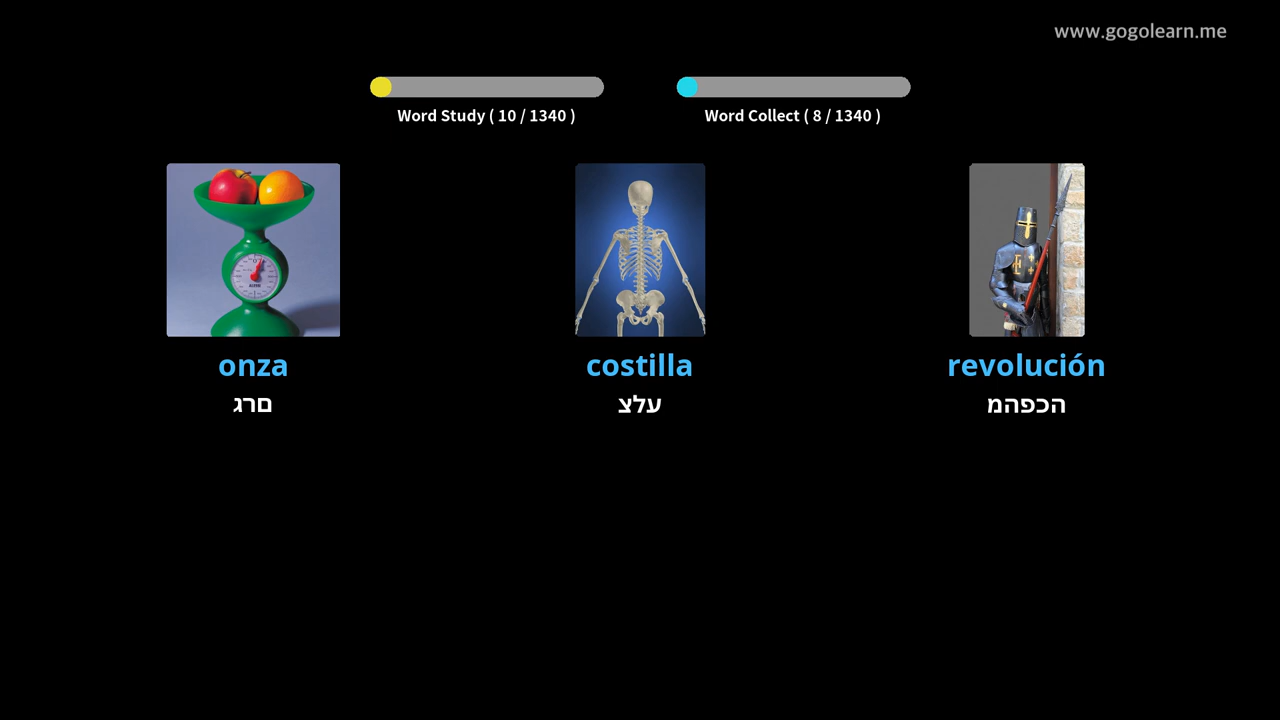 www.gogolearn.me
Word Study ( 10 / 1340 )
Word Collect ( 8 / 1340 )
onza
םרג
costilla
עלצ
revolución
הכפהמ